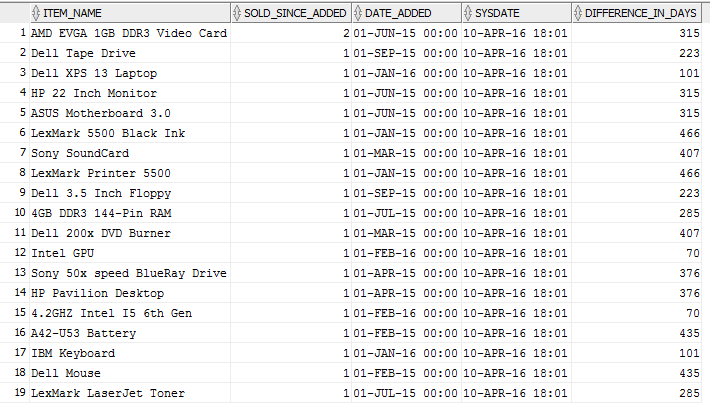 ITEM_NAME SOLD_SINCE_ADDED DATE_ADDED SYSDATE DIFFERENCE_IN_DAYS
1 AMD EVGA 1GB DDR3 Video Card 2 01-JUN-15 00:00 10-APR-16 18:01 315
2 Dell Tape Drive 1 01-SEP-15 00:00 10-APR-16 18:01 223
3 Dell XPS 13 Laptop 1 01-JAN-16 00:00 10-APR-16 18:01 101
4 HP 22 Inch Monitor 1 01-JUN-15 00:00 10-APR-16 18:01 315
5 ASUS Motherboard 3.0 1 01-JUN-15 00:00 10-APR-16 18:01 315
6 LexMark 5500 Black Ink 1 01-JAN-15 00:00 10-APR-16 18:01 466
7 Sony SoundCard 1 01-MAR-15 00:00 10-APR-16 18:01 407
8 LexMark Printer 5500 1 01-JAN-15 00:00 10-APR-16 18:01 466
9 Dell 3.5 Inch Floppy 1 01-SEP-15 00:00 10-APR-16 18:01 223
10 4GB DDR3 144-Pin RAM 1 01-JUL-15 00:00 10-APR-16 18:01 285
11 Dell 200x DVD Burner 1 01-MAR-15 00:00 10-APR-16 18:01 407
12 Intel GPU 1 01-FEB-16 00:00 10-APR-16 18:01 70
13 Sony 50x speed BlueRay Drive 1 01-APR-15 00:00 10-APR-16 18:01 376
14 HP Pavilion Desktop 1 01-APR-15 00:00 10-APR-16 18:01 376
15 4.2GHZ Intel I5 6th Gen 1 01-FEB-16 00:00 10-APR-16 18:01 70
16 A42-U53 Battery 1 01-FEB-15 00:00 10-APR-16 18:01 435
17 IBM Keyboard 1 01-JAN-16 00:00 10-APR-16 18:01 101
18 Dell Mouse 1 01-FEB-15 00:00 10-APR-16 18:01 435
19 LexMark LaserJet Toner 1 01-JUL-15 00:00 10-APR-16 18:01 285